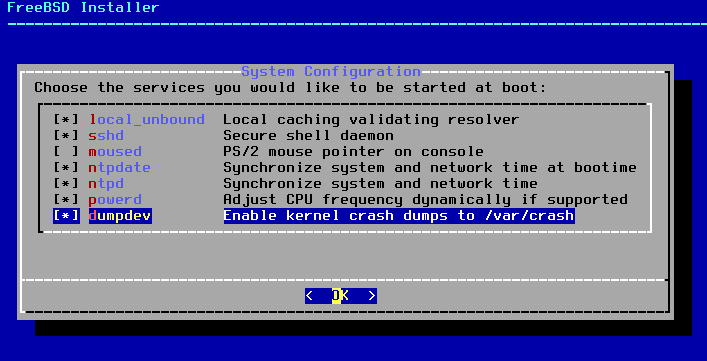 FreeBSD Installer
System Configuration
Choose the services you would like to be started at boot:
[*] local_unbound Local caching validating resolver
[*] sshd Secure shell daemon
[ ] moused PS/2 mouse pointer on console
[*] ntpdate Synchronize system and network time at bootime
[*] ntpd Synchronize system and network time
[*] powerd Adjust CPU frequency dynamically if supported
[*] dumpdev Enable kernel crash dumps to /var/crash
< OK >